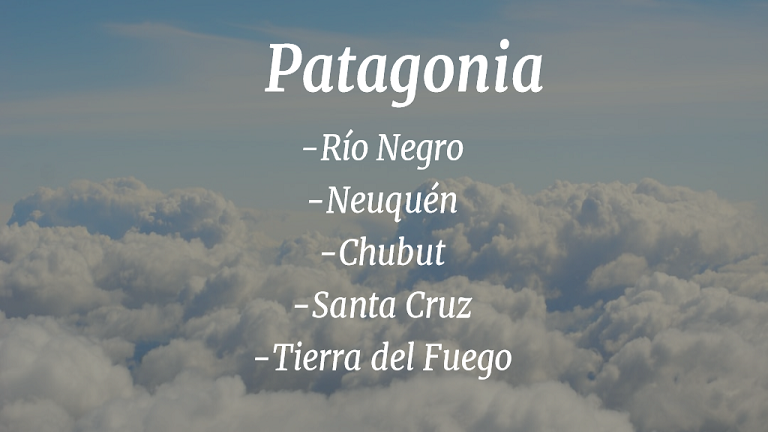 Patagonia
-Río Negro
-Neuquén
-Chubut
-Santa Cruz
-Tierra del Fuego